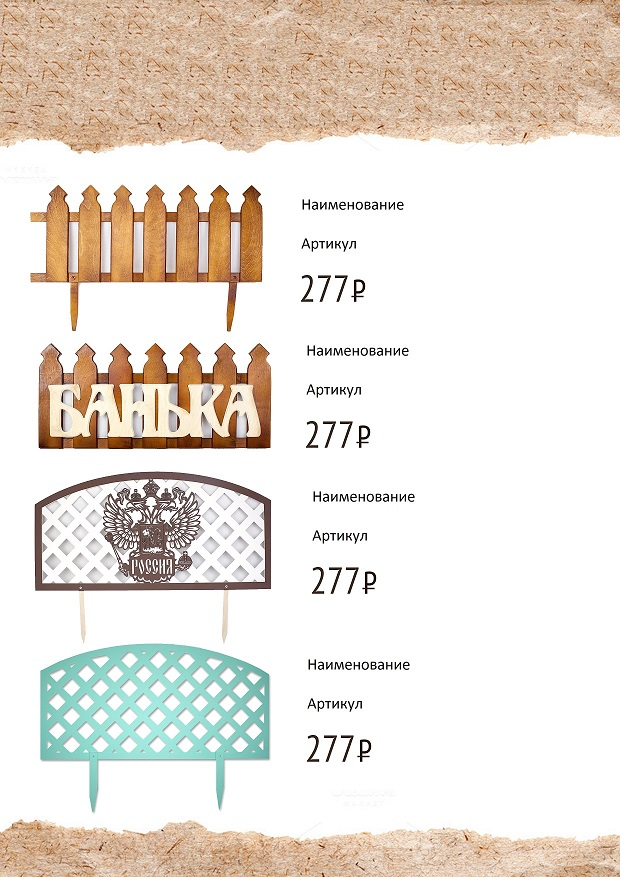 Наименование
Артикул
277₽
БАНЬКА
Наименование
Артикул
277₽
РОССИЯ
Наименование
Артикул
277₽
Наименование
Артикул
277₽